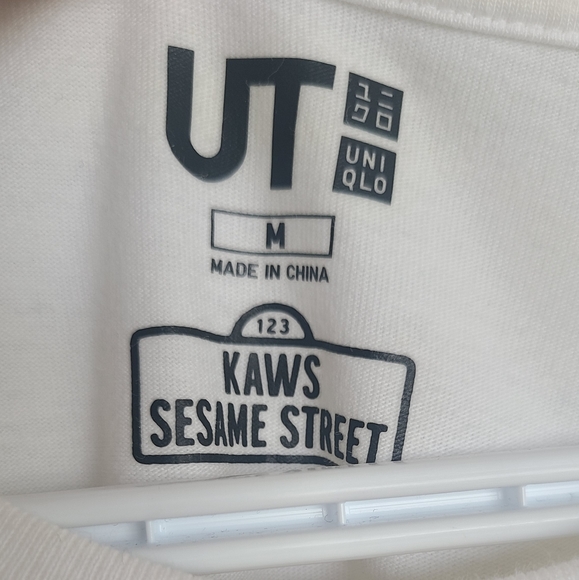 UT
ユニ
クロ
UNI
QLO
M
MADE IN CHINA
123
KAWS
SESAME STREET